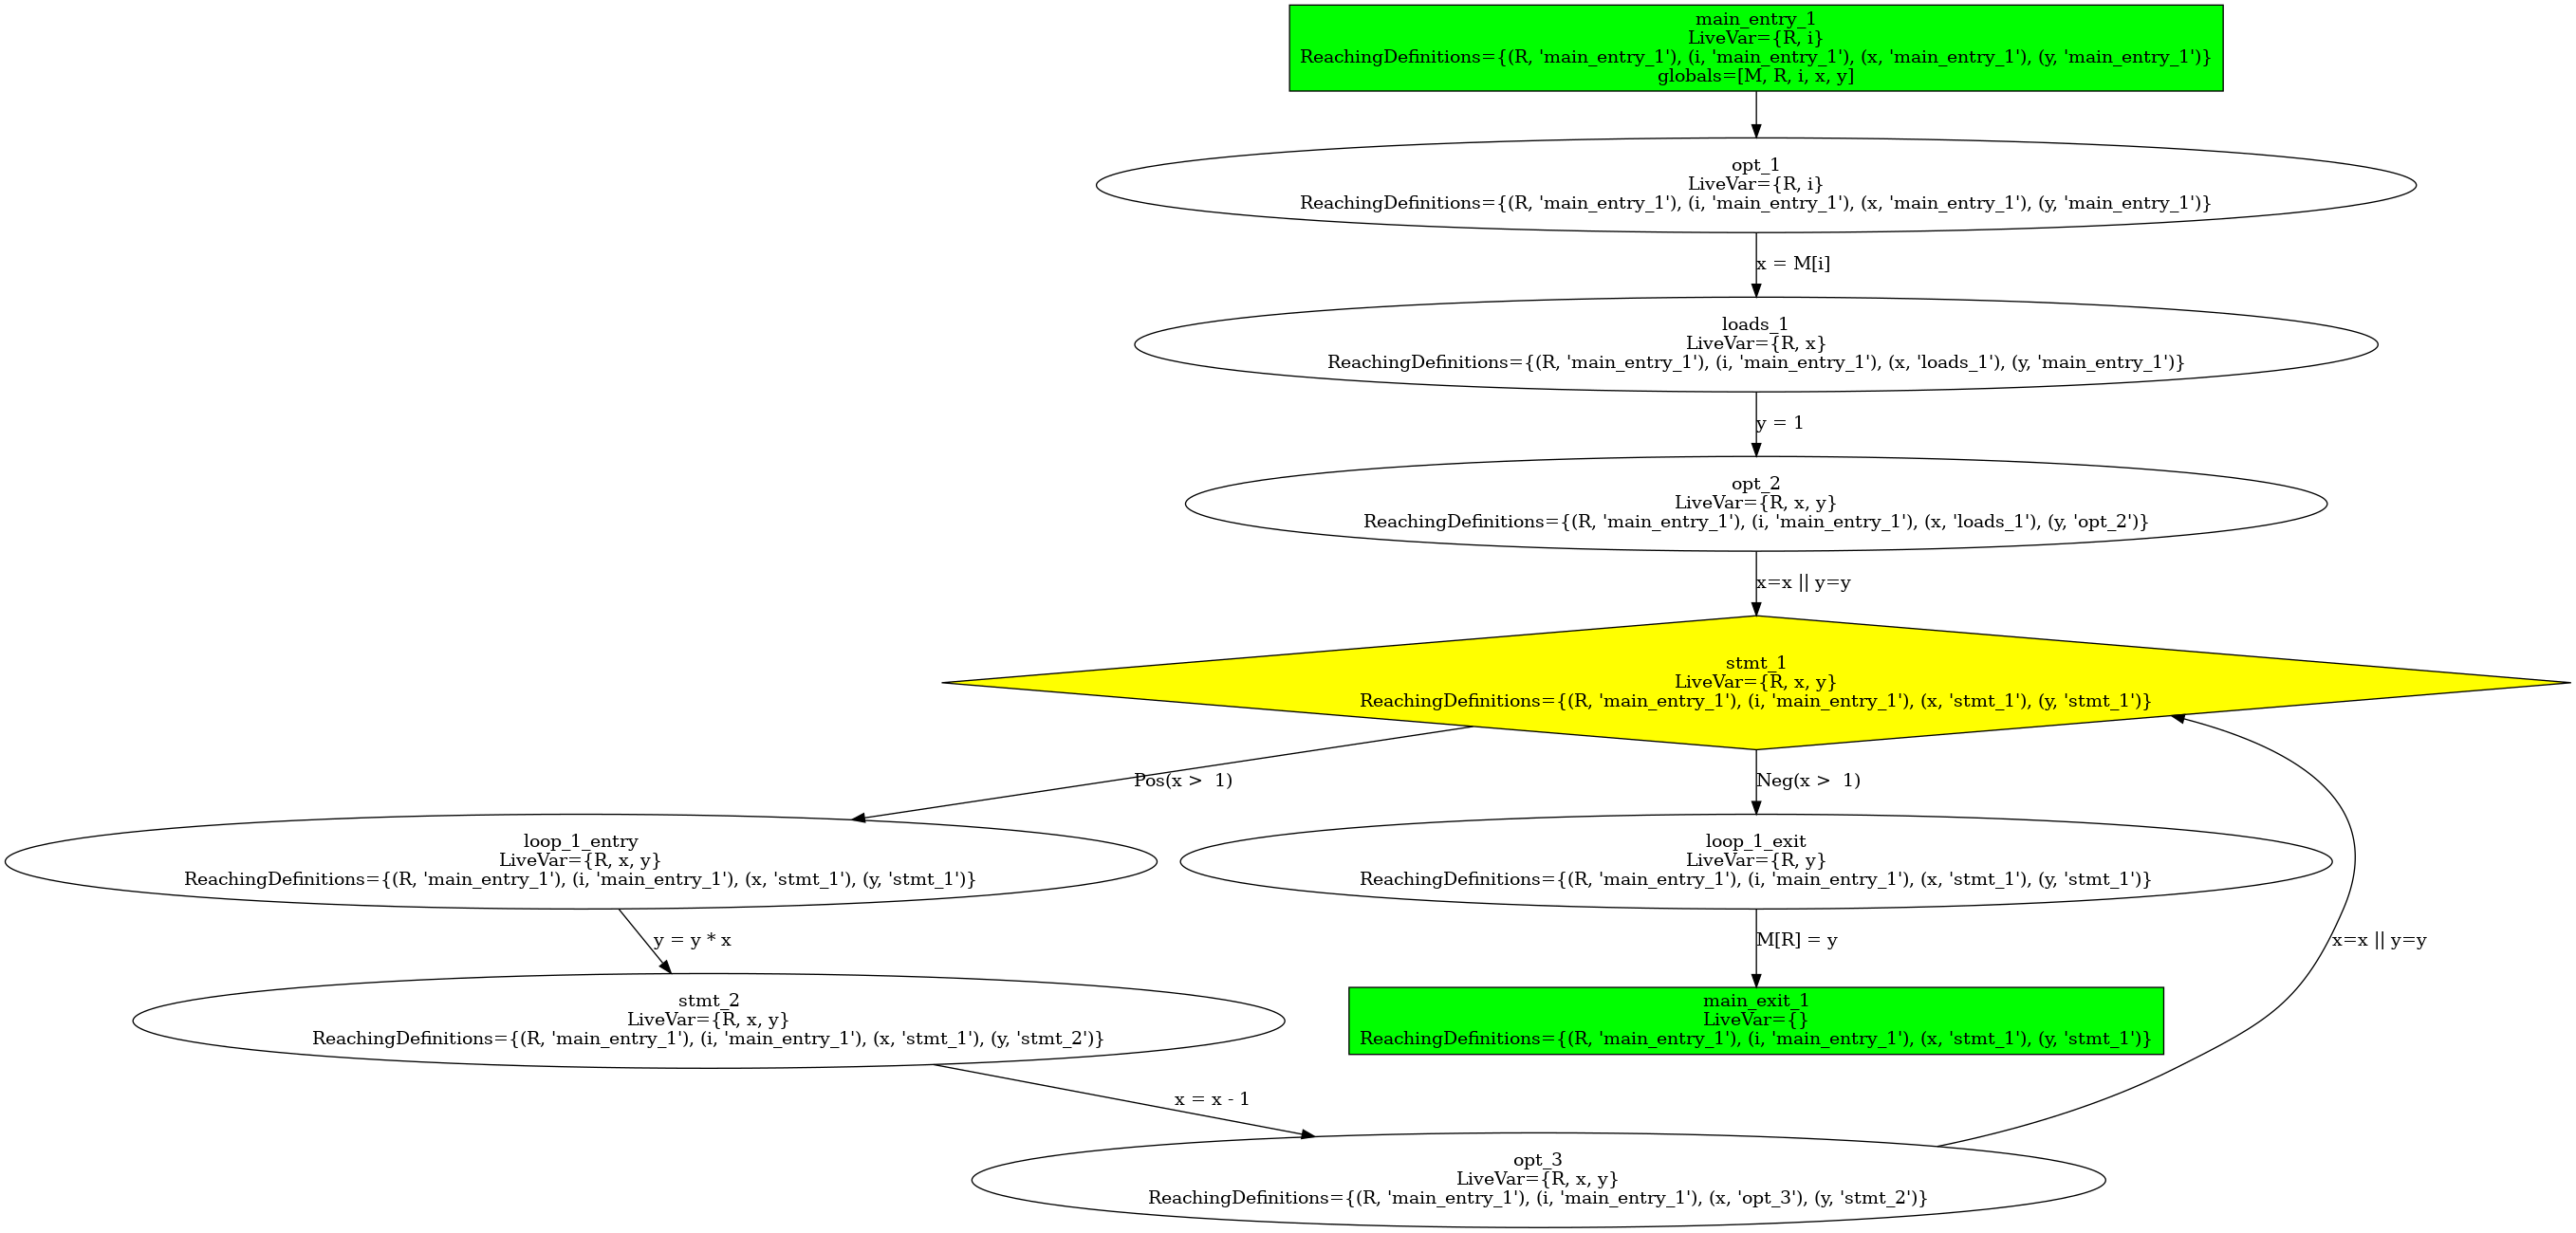 main_entry_1
LiveVar={R, i}
ReachingDefinitions={(R, 'main_entry_1'), (i, 'main_entry_1'), (x, 'main_entry_1'), (y, 'main_entry_1')}
globals=[M, R, i, x, y]
opt_1
LiveVar={R, i}
ReachingDefinitions={(R, 'main_entry_1'), (i, 'main_entry_1'), (x, 'main_entry_1'), (y, 'main_entry_1')}
x = M[i]
loads_1
LiveVar={R, x}
ReachingDefinitions={(R, 'main_entry_1'), (i, 'main_entry_1'), (x, 'loads_1'), (y, 'main_entry_1')}
y = 1
opt_2
LiveVar={R, x, y}
ReachingDefinitions={(R, 'main_entry_1'), (i, 'main_entry_1'), (x, 'loads_1'), (y, 'opt_2')}
x=x || y=y
stmt_1
LiveVar={R, x, y}
ReachingDefinitions={(R, 'main_entry_1'), (i, 'main_entry_1'), (x, 'stmt_1'), (y, 'stmt_1')}
Pos(x >  1)
Neg(x >  1)
loop_1_entry
LiveVar={R, x, y}
ReachingDefinitions={(R, 'main_entry_1'), (i, 'main_entry_1'), (x, 'stmt_1'), (y, 'stmt_1')}
loop_1_exit
LiveVar={R, y}
ReachingDefinitions={(R, 'main_entry_1'), (i, 'main_entry_1'), (x, 'stmt_1'), (y, 'stmt_1')}
y = y * x
M[R] = y
x=x || y=y
stmt_2
LiveVar={R, x, y}
ReachingDefinitions={(R, 'main_entry_1'), (i, 'main_entry_1'), (x, 'stmt_1'), (y, 'stmt_2')}
main_exit_1
LiveVar={}
ReachingDefinitions={(R, 'main_entry_1'), (i, 'main_entry_1'), (x, 'stmt_1'), (y, 'stmt_1')}
x = x - 1
opt_3
LiveVar={R, x, y}
ReachingDefinitions={(R, 'main_entry_1'), (i, 'main_entry_1'), (x, 'opt_3'), (y, 'stmt_2')}